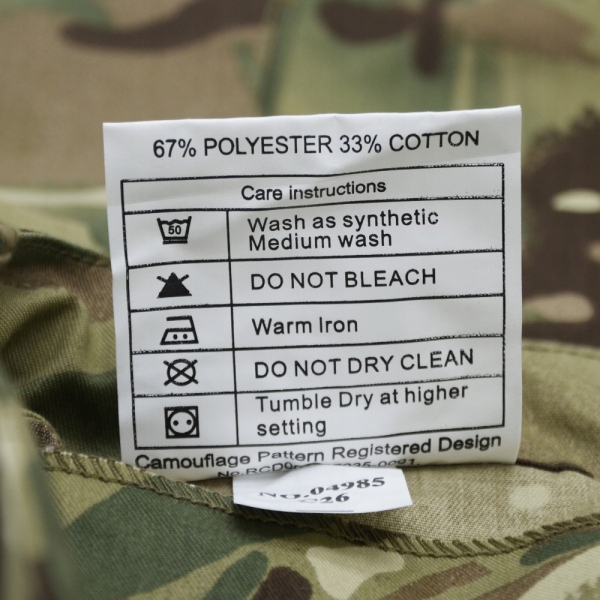 67% POLYESTER 33% COTTON
Care instructions
50
Wash as synthetic
Medium wash
DO NOT BLEACH
Warm Iron
DO NOT DRY CLEAN
Tumble Dry at higher
setting
Camouflage Pattern Registered Design
NO.04985